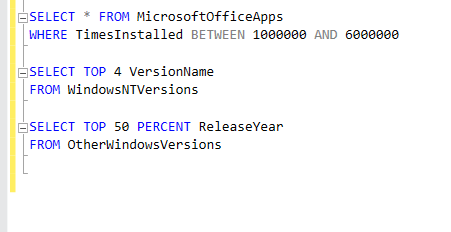 SELECT * FROM MicrosoftOfficeApps
WHERE TimesInstalled BETWEEN 1000000 AND 6000000
SELECT TOP 4 VersionName
FROM WindowsNTVersions
SELECT TOP 50 PERCENT ReleaseYear
FROM OtherWindowsVersions